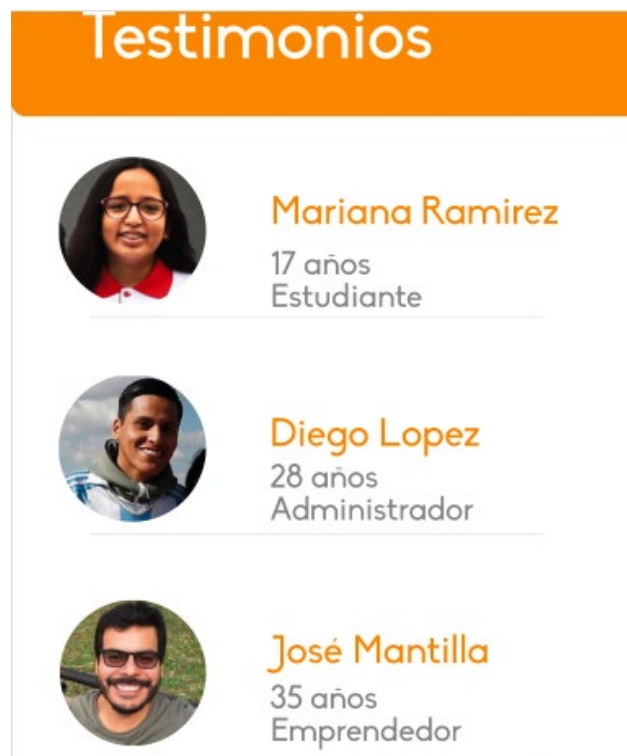 Testimonios
Mariana Ramirez
17 años
Estudiante
Diego Lopez
28 años
Administrador
José Mantilla
35 años
Emprendedor